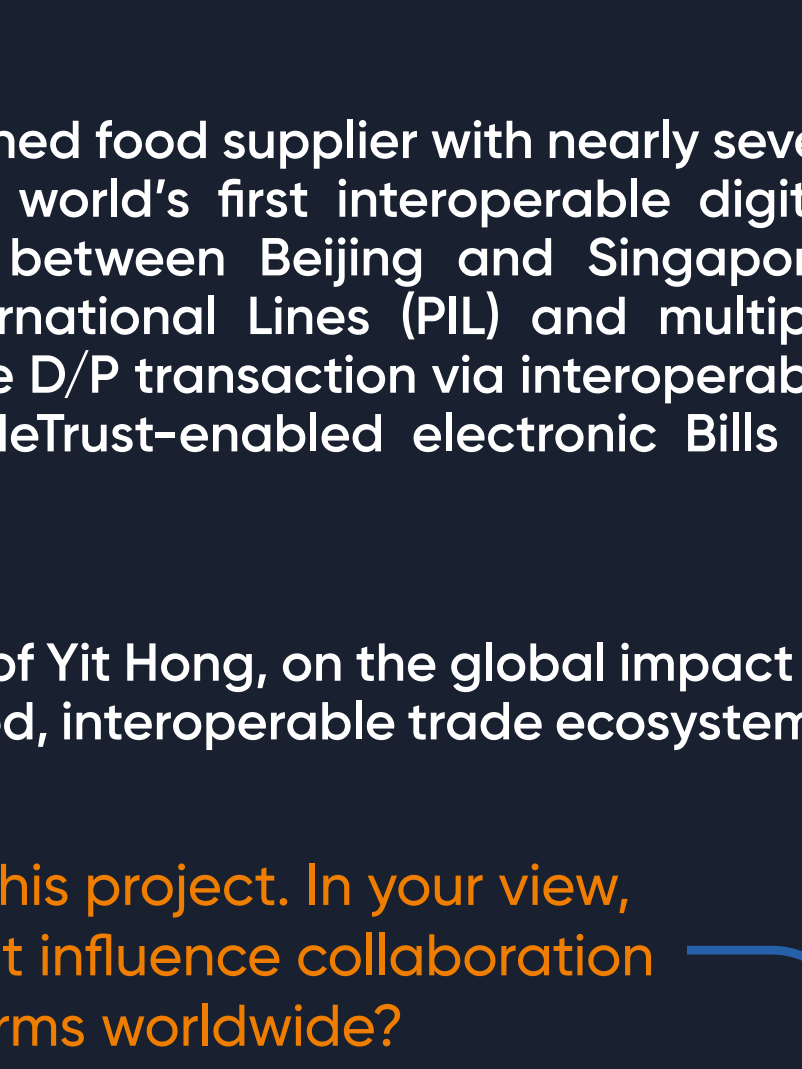 ned food supplier with nearly seve
world's first interoperable digit
between Beijing and Singapor
rnational Lines (PIL) and multip
e D/P transaction via interoperab
leTrust-enabled electronic Bills
of Yit Hong, on the global impact
d, interoperable trade ecosystem
his project. In your view,
t influence collaboration
rms worldwide?